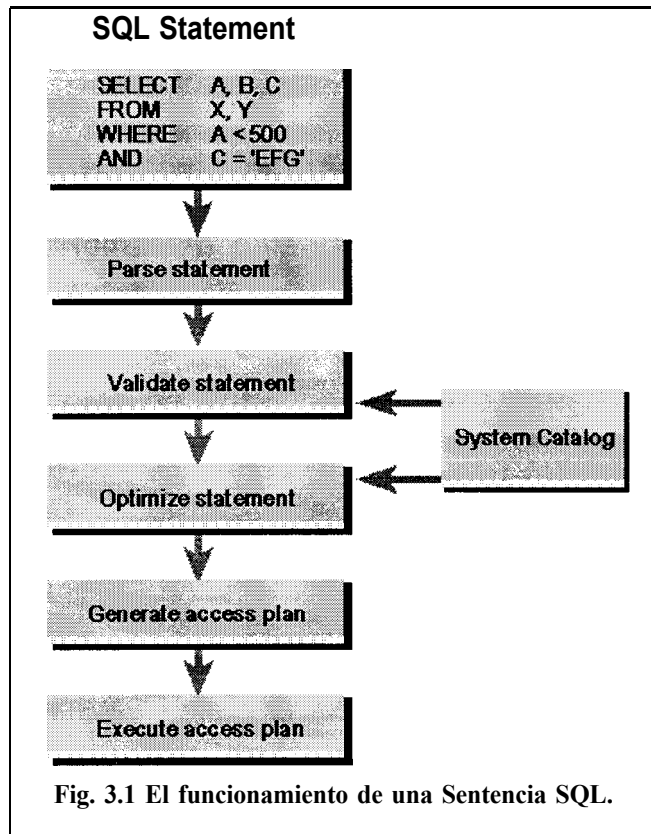 SQL Statement
SELECT A, B, C
FROM X, Y
WHERE A <500
AND C = 'EFG'
Parse statement
Validate statement
System Catalog
Optimize statement
Generate access plan
Execute access plan
Fig. 3.1 El funcionamiento de una Sentencia SQL.